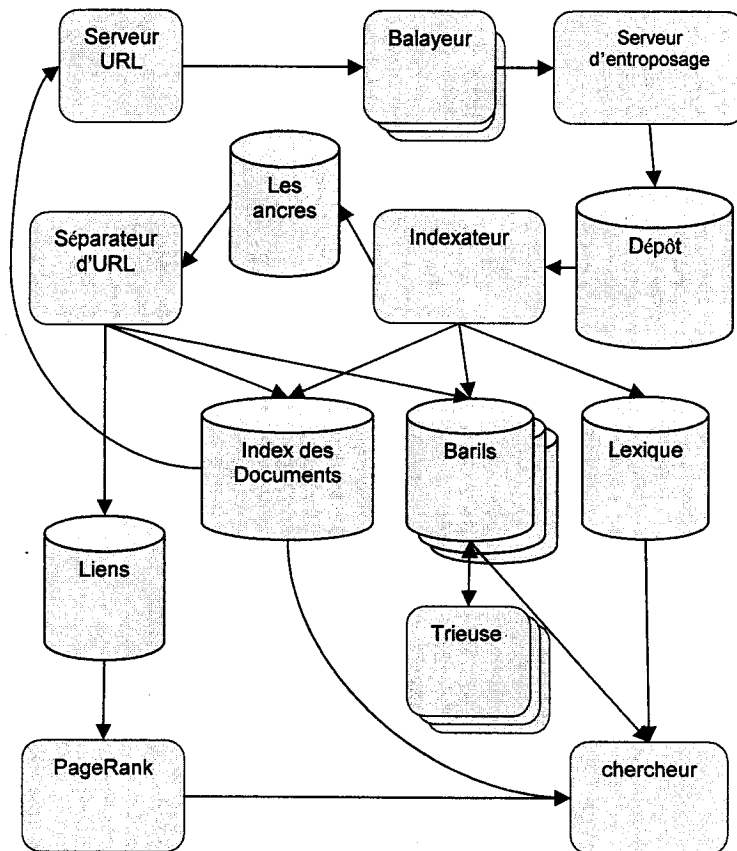 Serveur
URL
Balayeur
Serveur
d'entroposage
Les
ancres
Séparateur
d'URL
Indexateur
Dépôt
Index des
Documents
Barils
Lexique
Liens
Trieuse
PageRank
chercheur